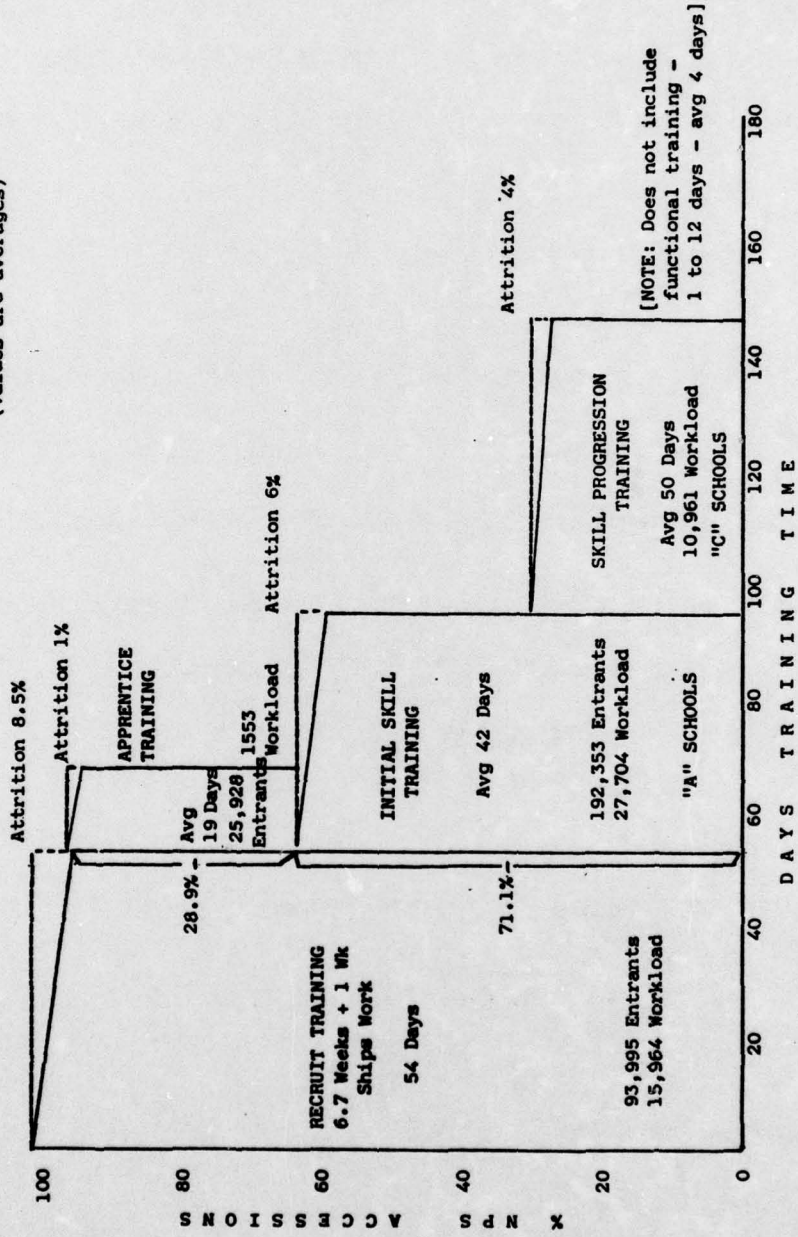 (Values are averages)
Attrition 8.5%
Attrition 1%
APPRENTICE
TRAINING
Avg
19 Days
25,928
Entrants
1553
Workload
Attrition 6%
Attrition 4%
28.9%
RECRUIT TRAINING
6.7 Weeks + 1 Wk
Ships Work
54 Days
93,995 Entrants
15,964 Workload
71.1%
INITIAL SKILL
TRAINING
Avg 42 Days
192,353 Entrants
27,704 Workload
"A" SCHOOLS
SKILL PROGRESSION
TRAINING
Avg 50 Days
10,961 Workload
"C" SCHOOLS
[NOTE: Does not include
functional training -
1 to 12 days - avg 4 days]
% NPS ACCESSIONS
100
80
60
40
20
0
20 40 60 80 100 120 140 160 180
DAYS TRAINING TIME